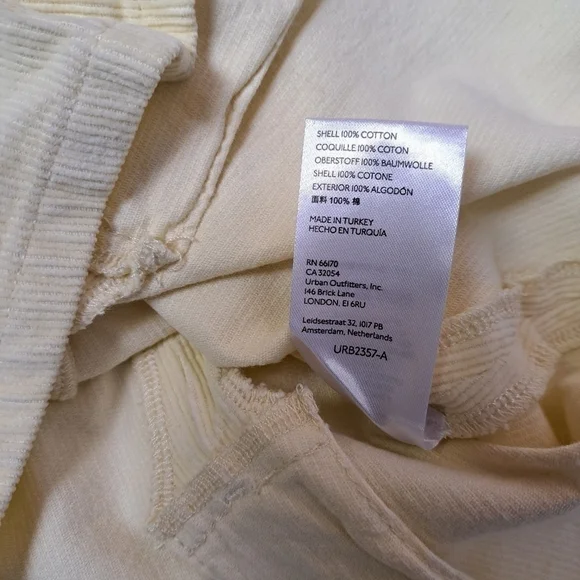 SHELL 100% COTTON
COQUILLE 100% COTON
OBERSTOFF 100% BAUMWOLLE
SHELL 100% COTONE
EXTERIOR 100% ALGODÓN
面料 100% 棉
MADE IN TURKEY
HECHO EN TURQUÍA
RN 66170
CA 32054
Urban Outfitters, Inc.
146 Brick Lane
LONDON, E1 6RU
Leidsestraat 32, 1017 PB
Amsterdam, Netherlands
URB2357-A